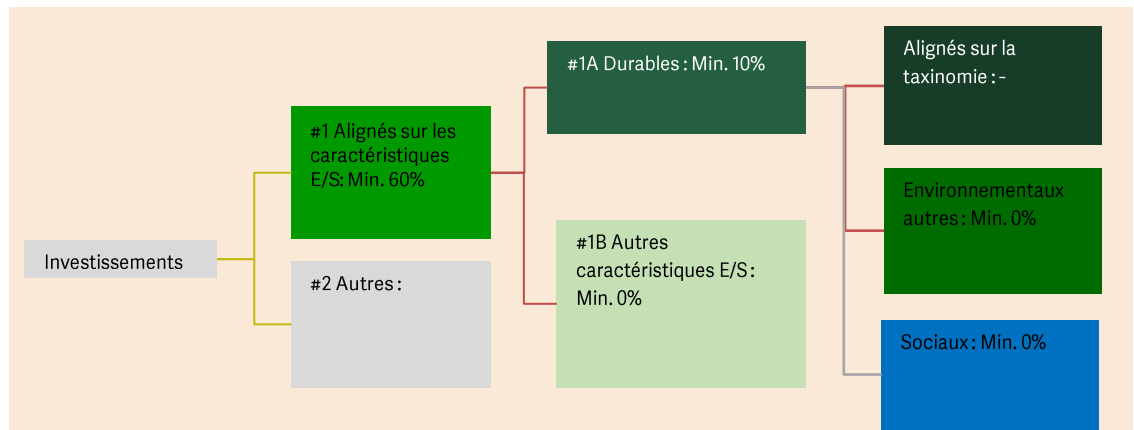 Investissements
#1 Alignés sur les
caractéristiques
E/S: Min. 60%
#2 Autres :
#1A Durables : Min. 10%
#1B Autres
caractéristiques E/S :
Min. 0%
Alignés sur la
taxinomie : -
Environnementaux
autres : Min. 0%
Sociaux : Min. 0%